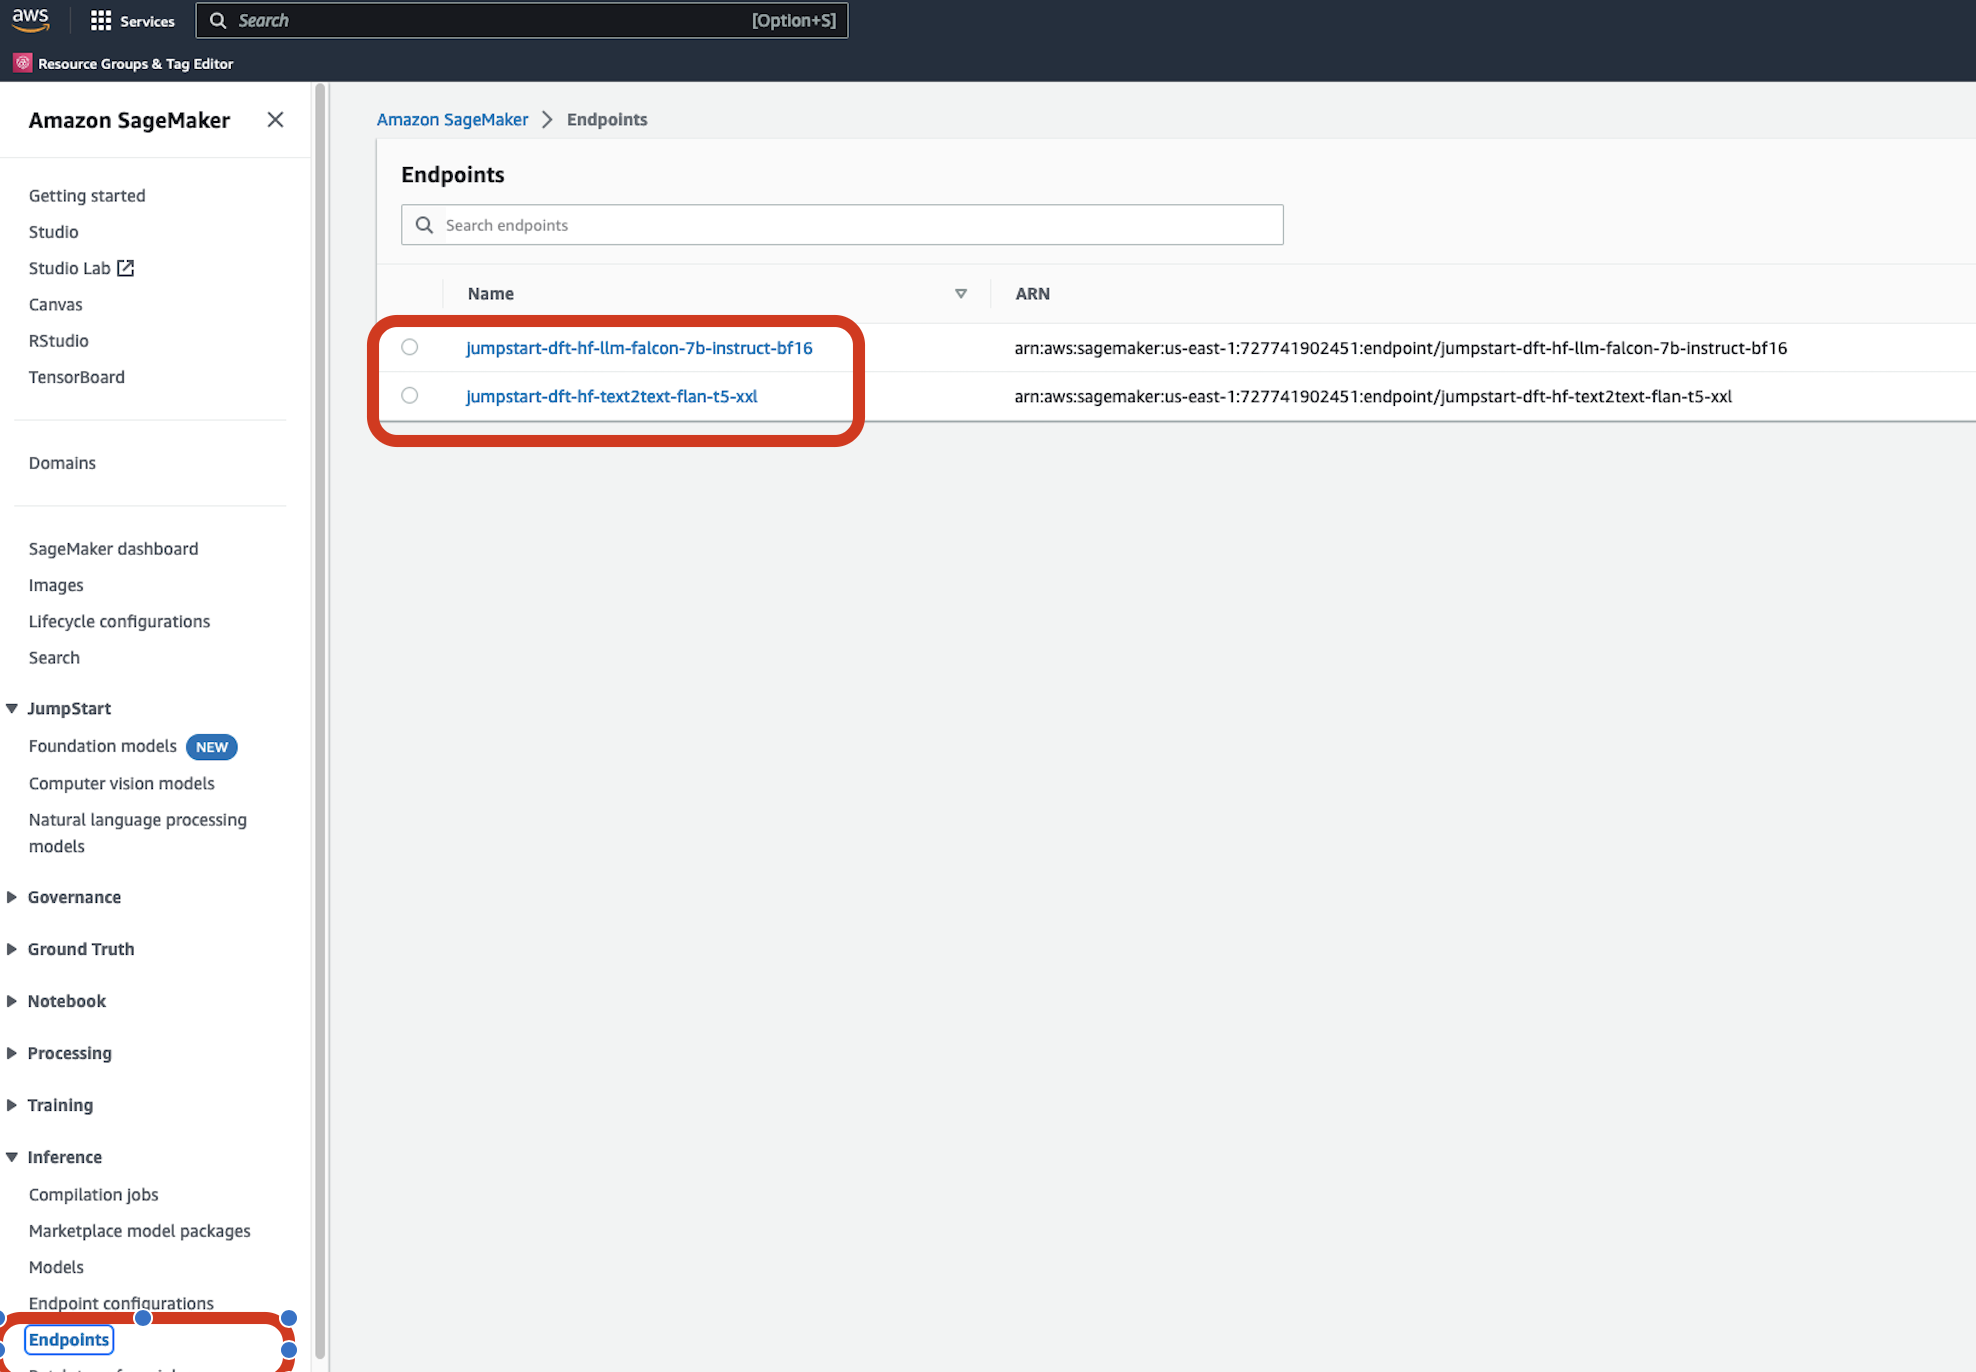 aws
Services
Search
[Option+S]
Resource Groups & Tag Editor
Amazon SageMaker
Getting started
Studio
Studio Lab
Canvas
RStudio
TensorBoard
Domains
SageMaker dashboard
Images
Lifecycle configurations
Search
JumpStart
Foundation models NEW
Computer vision models
Natural language processing
models
Governance
Ground Truth
Notebook
Processing
Training
Inference
Compilation jobs
Marketplace model packages
Models
Endpoint configurations
Endpoints
Amazon SageMaker > Endpoints
Endpoints
Search endpoints
Name ARN
jumpstart-dft-hf-llm-falcon-7b-instruct-bf16 arn:aws:sagemaker:us-east-1:727741902451:endpoint/jumpstart-dft-hf-llm-falcon-7b-instruct-bf16
jumpstart-dft-hf-text2text-flan-t5-xxl arn:aws:sagemaker:us-east-1:727741902451:endpoint/jumpstart-dft-hf-text2text-flan-t5-xxl